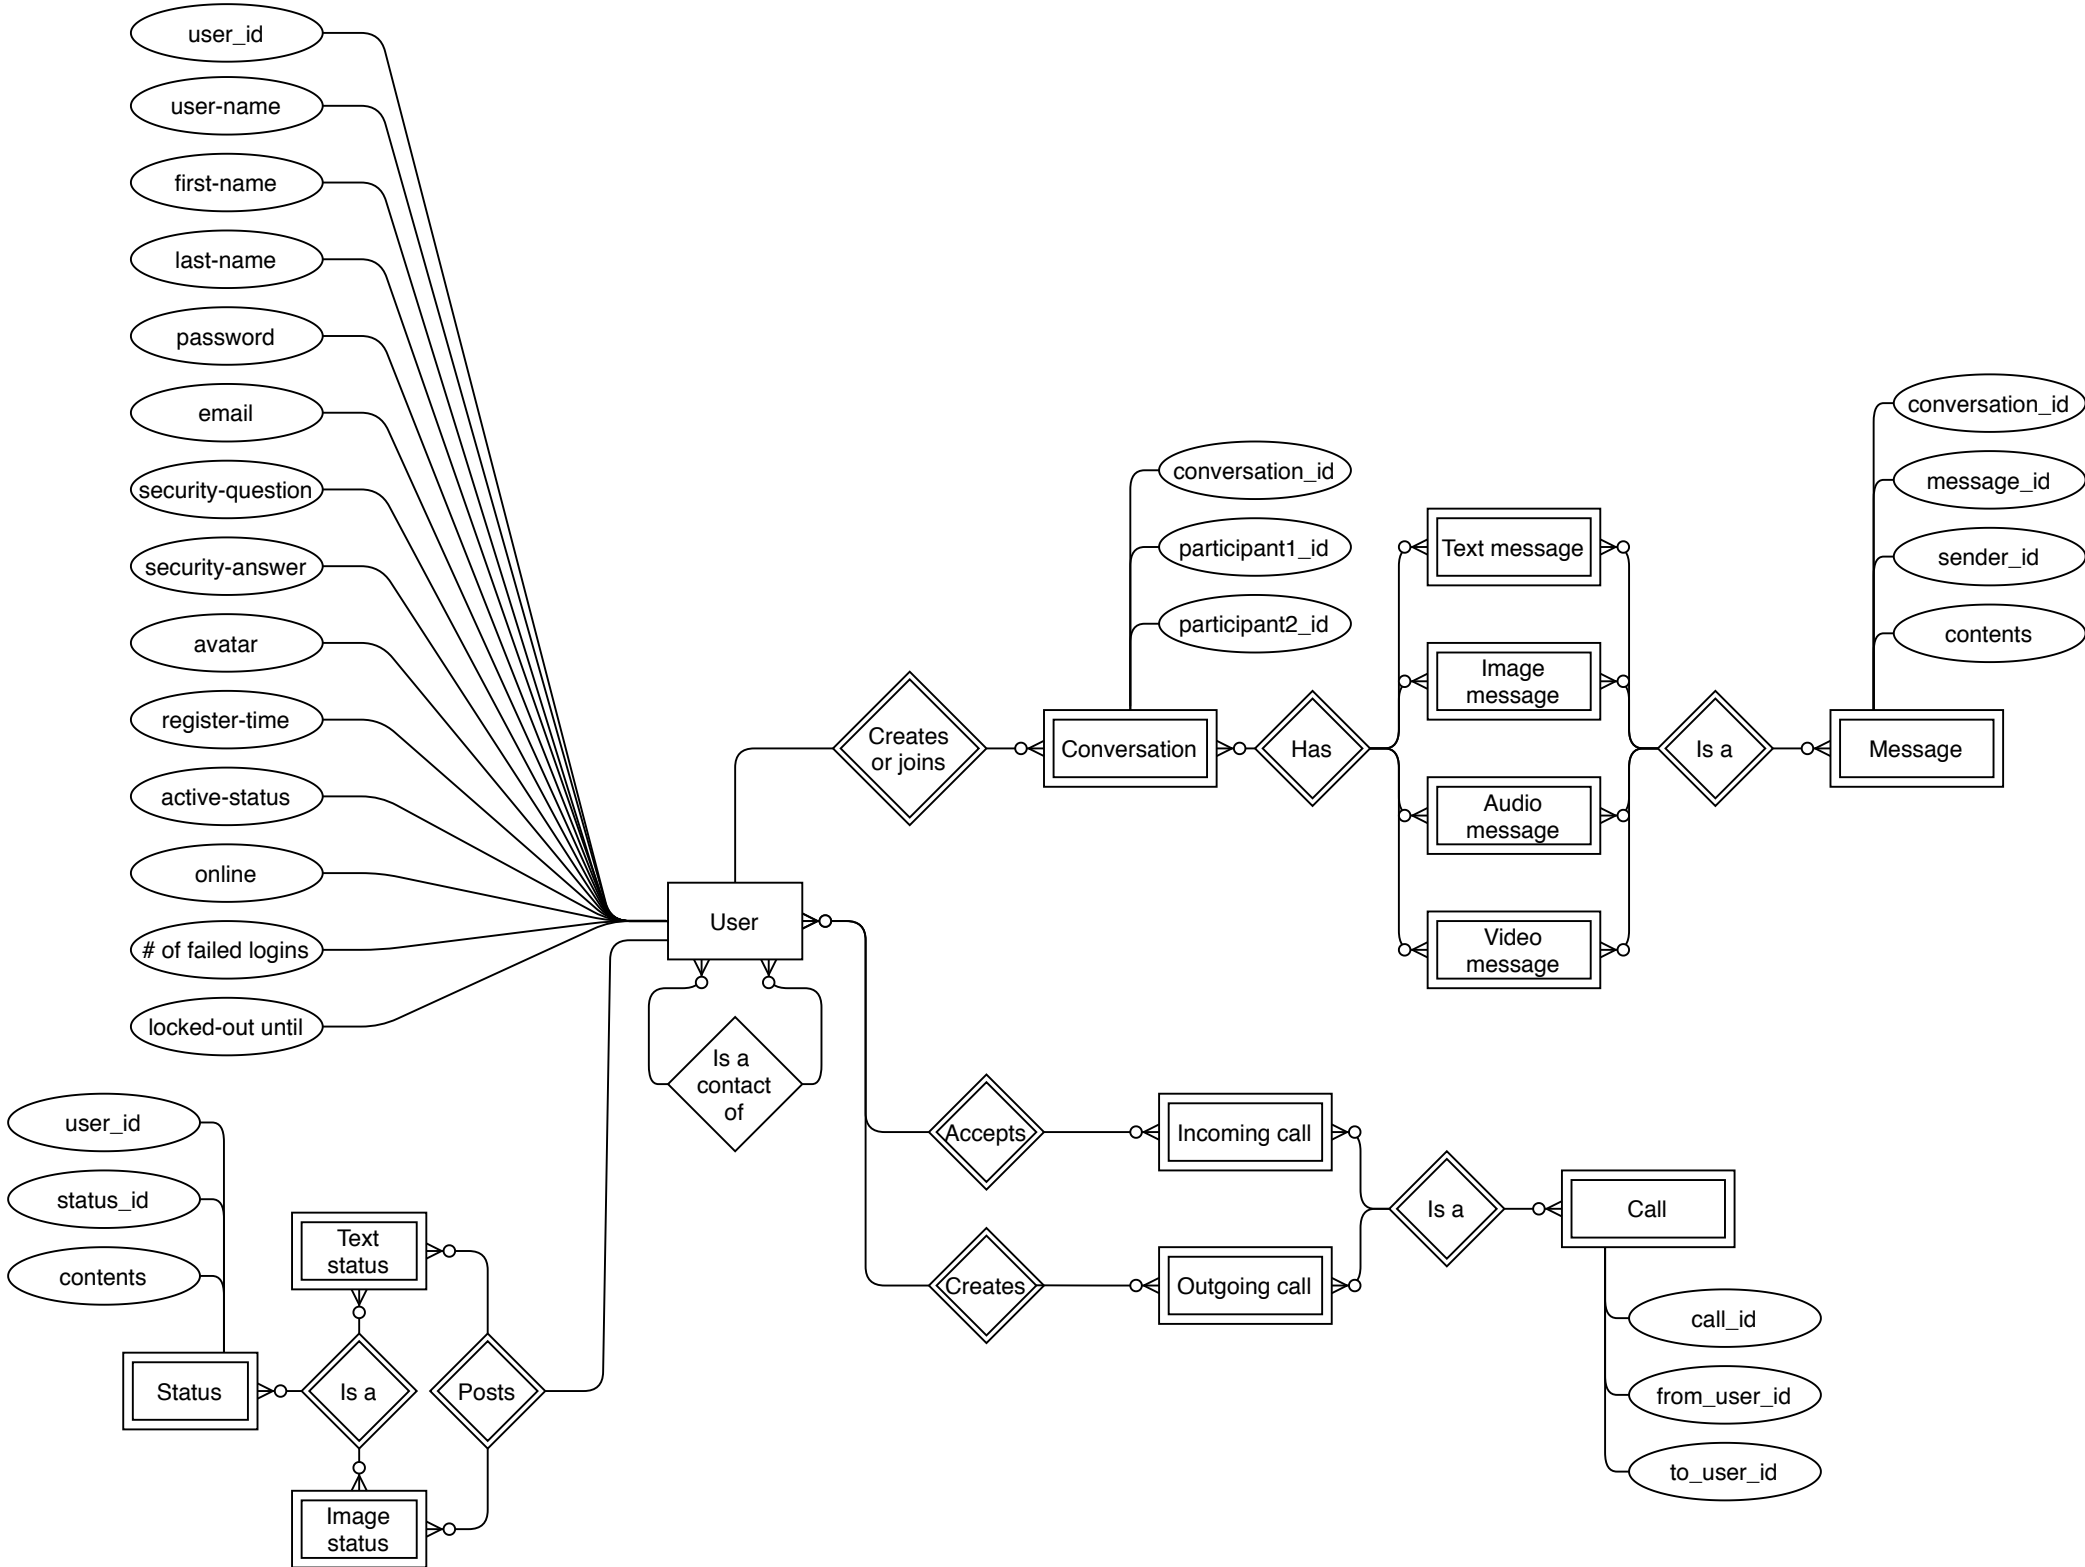 user_id
user-name
first-name
last-name
password
email
security-question
security-answer
avatar
register-time
active-status
online
# of failed logins
locked-out until
User
Is a
contact
of
Creates
or joins
conversation_id
participant1_id
participant2_id
Conversation
Has
Text message
Image
message
Audio
message
Video
message
Is a
conversation_id
message_id
sender_id
contents
Message
Accepts
Incoming call
Creates
Outgoing call
Is a
Call
call_id
from_user_id
to_user_id
user_id
status_id
contents
Status
Text
status
Is a
Posts
Image
status